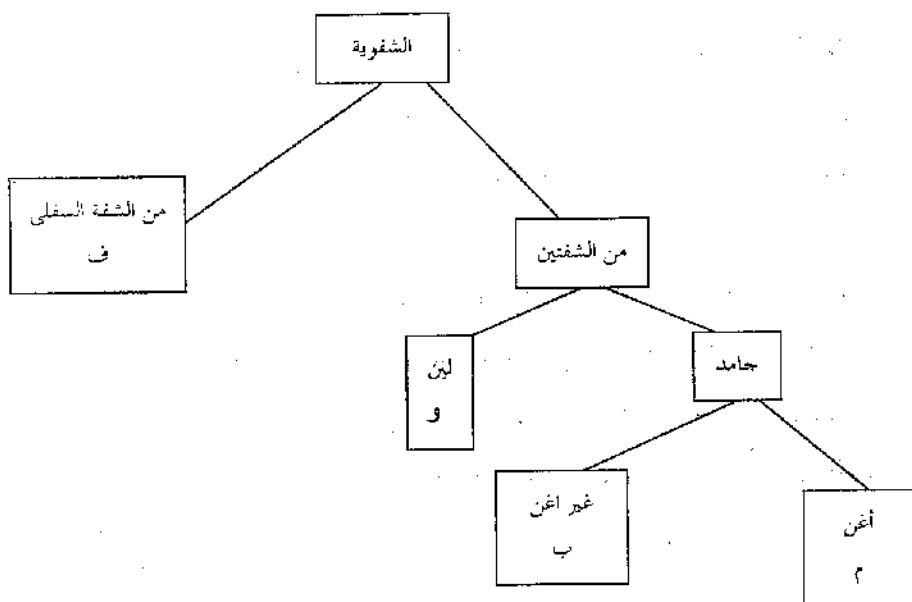 الشفوية
من الشفة السفلى
ف
من الشفتين
لين
و
جامد
غير اغن
ب
أغن
م